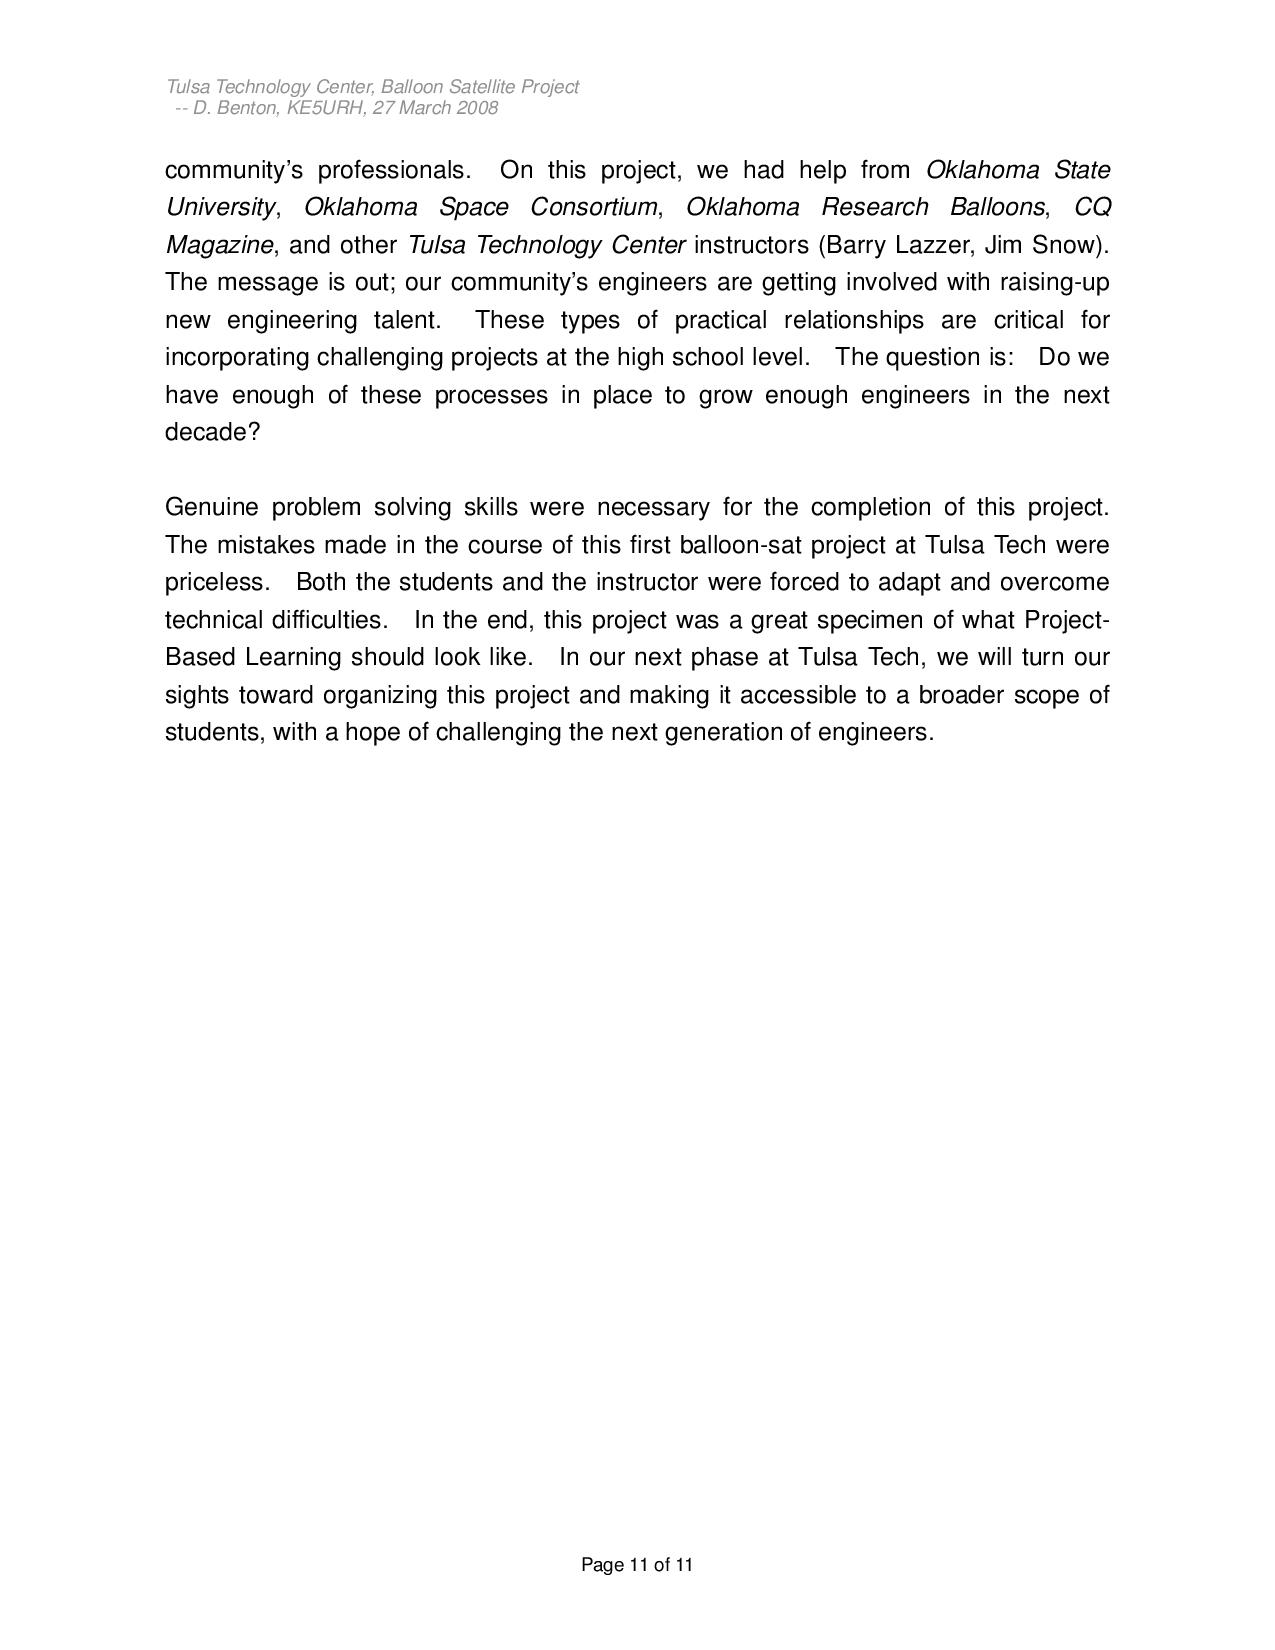 Tulsa Technology Center, Balloon Satellite Project
-- D. Benton, KE5URH, 27 March 2008
community’s professionals. On this project, we had help from Oklahoma State
University, Oklahoma Space Consortium, Oklahoma Research Balloons, CQ
Magazine, and other Tulsa Technology Center instructors (Barry Lazzer, Jim Snow).
The message is out; our community’s engineers are getting involved with raising-up
new engineering talent. These types of practical relationships are critical for
incorporating challenging projects at the high school level. The question is: Do we
have enough of these processes in place to grow enough engineers in the next
decade?
Genuine problem solving skills were necessary for the completion of this project.
The mistakes made in the course of this first balloon-sat project at Tulsa Tech were
priceless. Both the students and the instructor were forced to adapt and overcome
technical difficulties. In the end, this project was a great specimen of what Project-
Based Learning should look like. In our next phase at Tulsa Tech, we will turn our
sights toward organizing this project and making it accessible to a broader scope of
students, with a hope of challenging the next generation of engineers.
Page 11 of 11